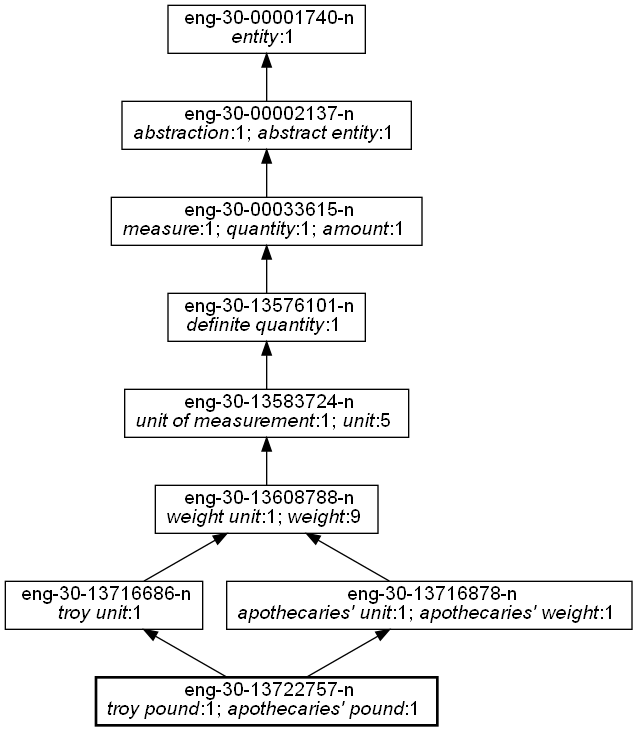 eng-30-00001740-n
entity:1
eng-30-00002137-n
abstraction:1; abstract entity:1
eng-30-00033615-n
measure:1; quantity:1; amount:1
eng-30-13576101-n
definite quantity:1
eng-30-13583724-n
unit of measurement:1; unit:5
eng-30-13608788-n
weight unit:1; weight:9
eng-30-13716686-n
troy unit:1
eng-30-13716878-n
apothecaries' unit:1; apothecaries' weight:1
eng-30-13722757-n
troy pound:1; apothecaries' pound:1